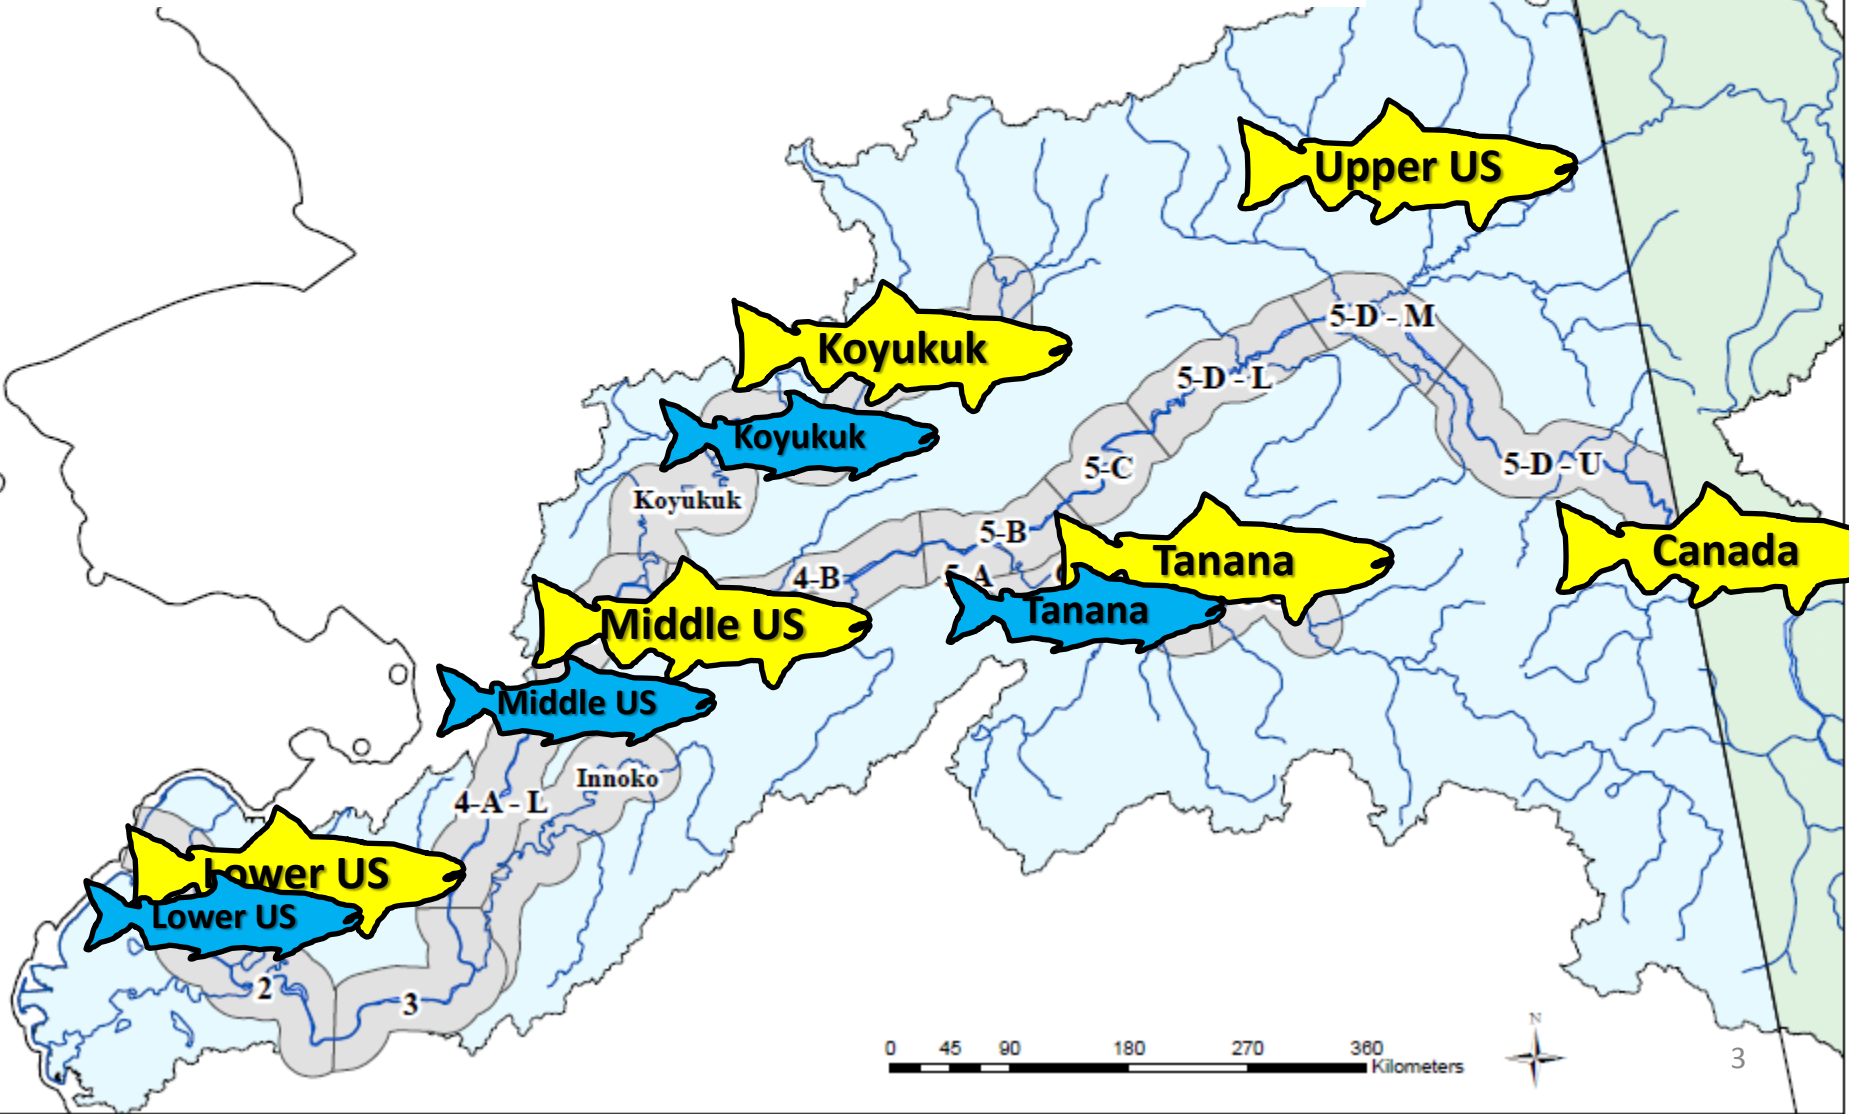 Upper US
5-D - M
Koyukuk
5-D - L
Koyukuk
5-C
5-D - U
Koyukuk
5-B
Canada
Tanana
4-B
5-A
Tanana
Middle US
Middle US
Innoko
4-A - L
Lower US
Lower US
2
3
N
0 45 90 180 270 360
Kilometers
3